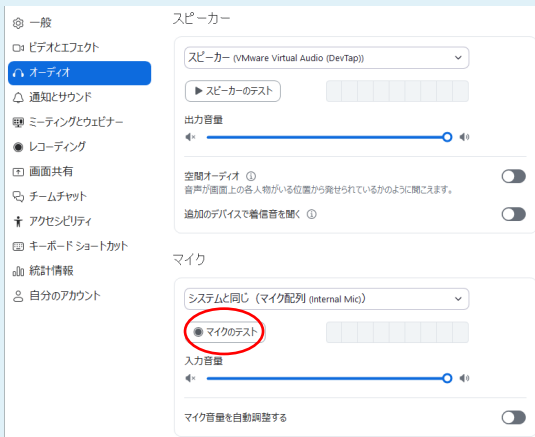 一般
ビデオとエフェクト
オーディオ
通知とサウンド
ミーティングとウェビナー
レコーディング
画面共有
チームチャット
アクセシビリティ
キーボード ショートカット
統計情報
自分のアカウント
スピーカー
スピーカー (VMware Virtual Audio (DevTap))
スピーカーのテスト
出力音量
空間オーディオ
音声が画面上の各人物がいる位置から発せられているかのように聞こえます。
追加のデバイスで着信音を聞く
マイク
システムと同じ (マイク配列 (Internal Mic))
マイクのテスト
入力音量
マイク音量を自動調整する